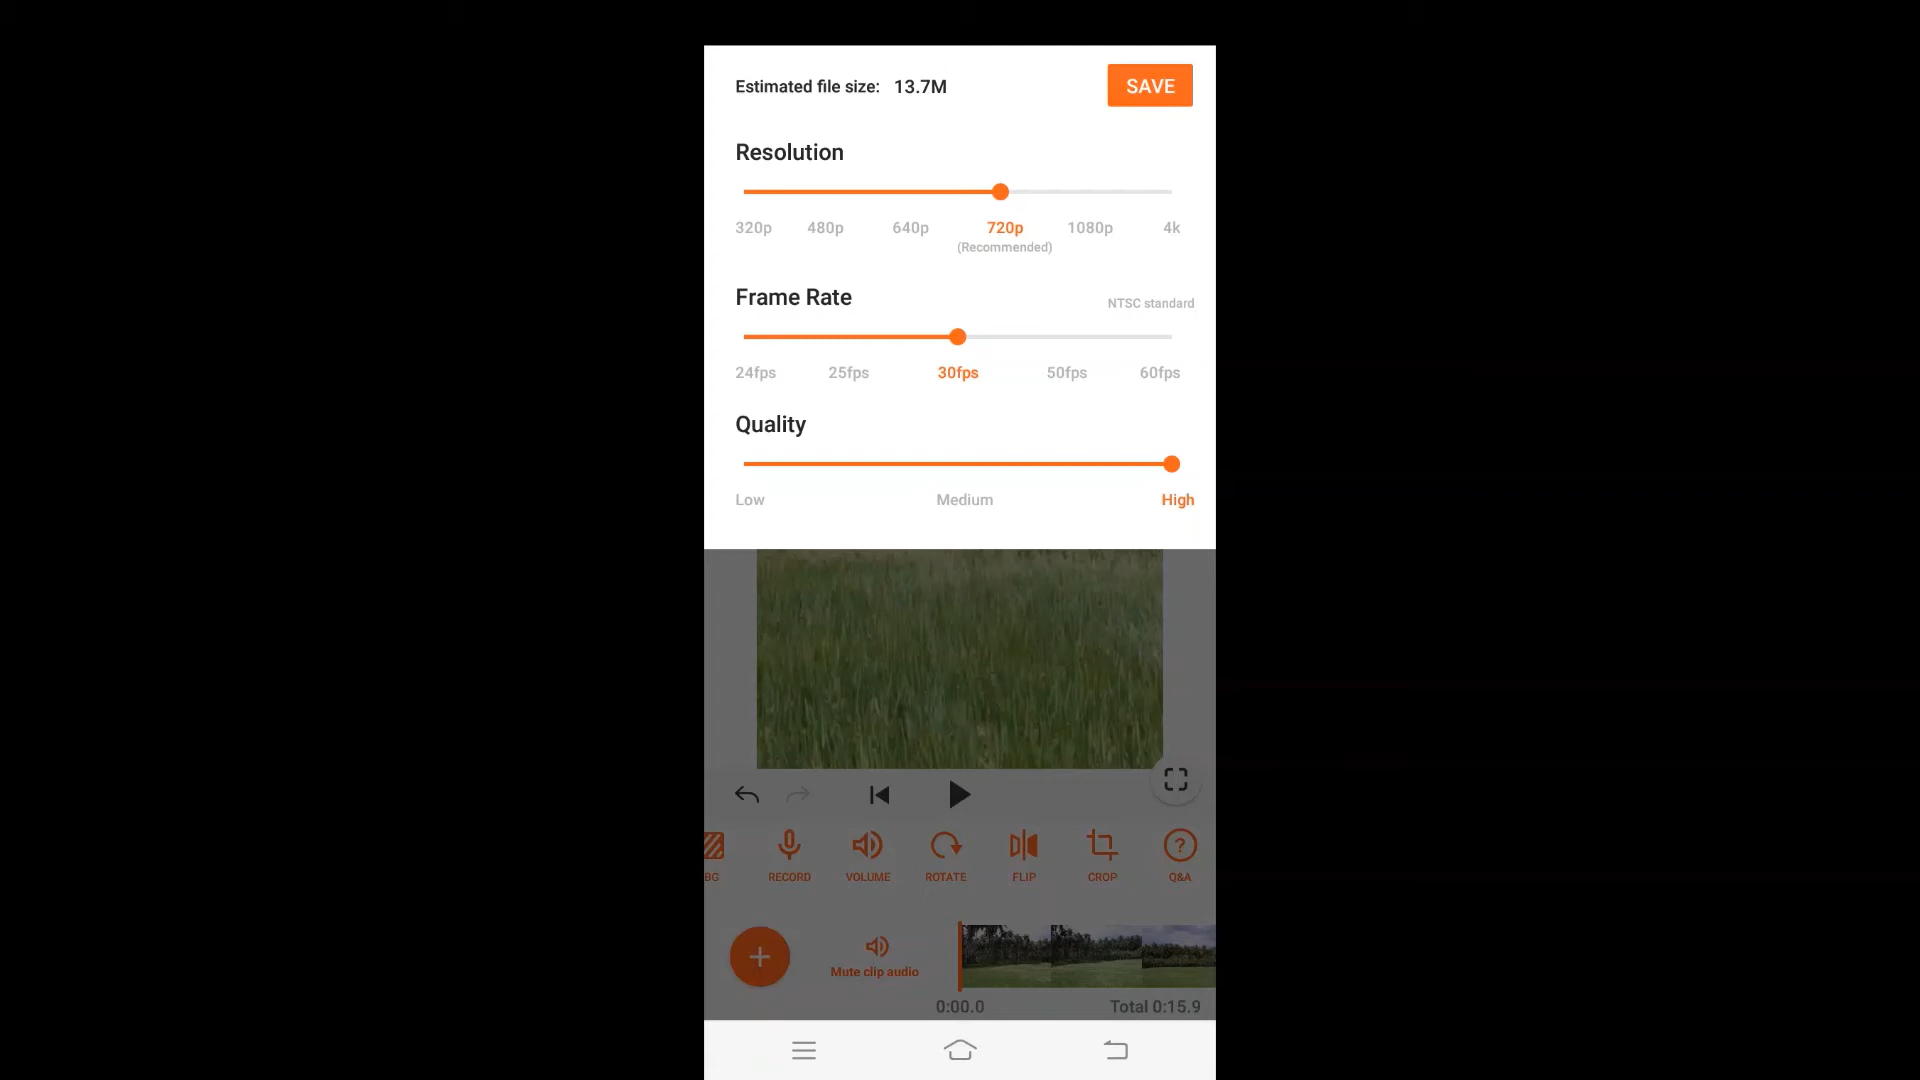 Estimated file size: 13.7M SAVE
Resolution
320p 480p 640p 720p 1080p 4k
(Recommended)
Frame Rate NTSC standard
24fps 25fps 30fps 50fps 60fps
Quality
Low Medium High
BG RECORD VOLUME ROTATE FLIP CROP Q&A
Mute clip audio
0:00.0 Total 0:15.9